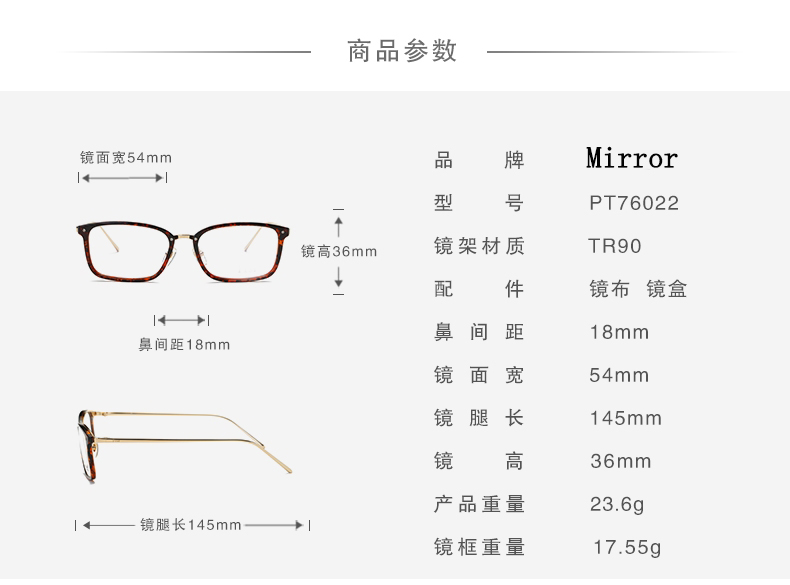 商品参数
镜面宽54mm
镜高36mm
鼻间距18mm
镜腿长145mm
品牌 Mirror
型号 PT76022
镜架材质 TR90
配件 镜布 镜盒
鼻间距 18mm
镜面宽 54mm
镜腿长 145mm
镜高 36mm
产品重量 23.6g
镜框重量 17.55g